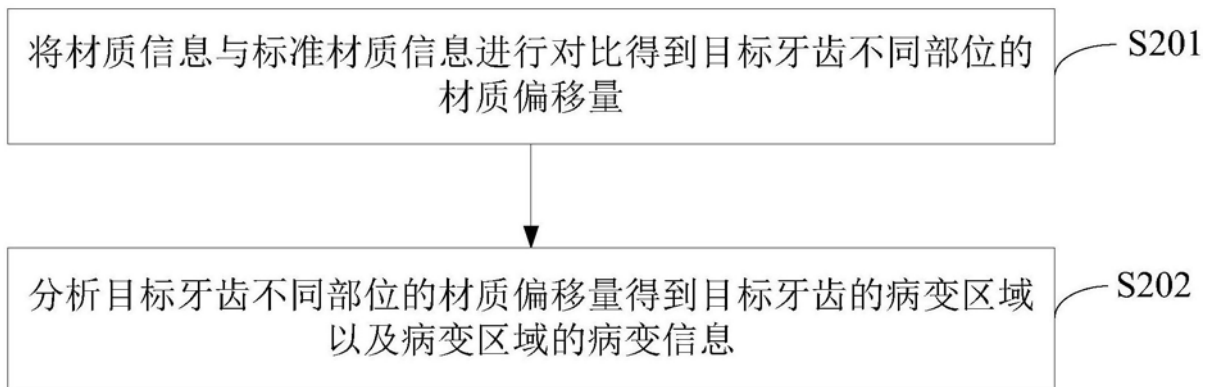 将材质信息与标准材质信息进行对比得到目标牙齿不同部位的
材质偏移量
S201
分析目标牙齿不同部位的材质偏移量得到目标牙齿的病变区域
以及病变区域的病变信息
S202